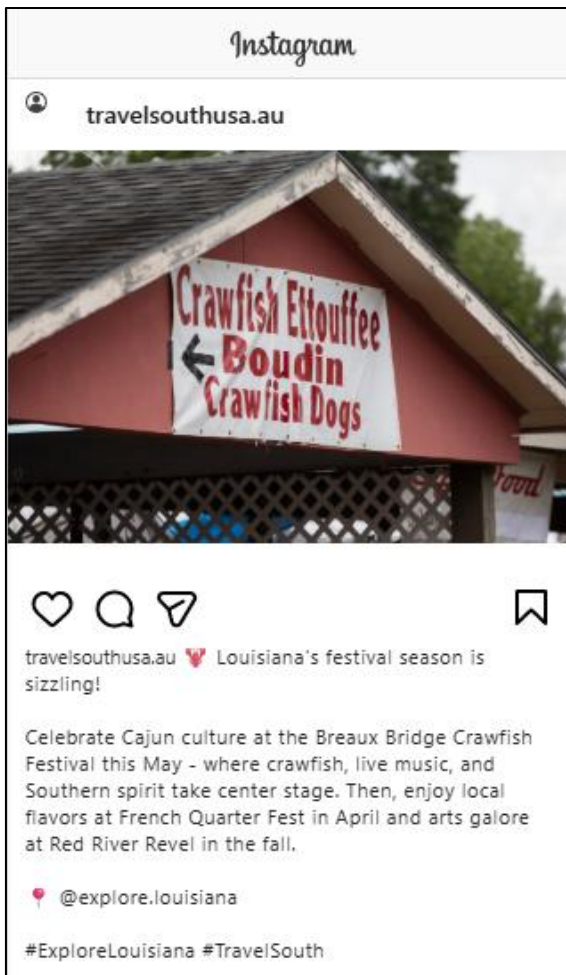 Instagram
travelsouthusa.au
Crawfish Ettouffee
Boudin
Crawfish Dogs
Food
travelsouthusa.au 🦞 Louisiana's festival season is
sizzling!
Celebrate Cajun culture at the Breaux Bridge Crawfish
Festival this May - where crawfish, live music, and
Southern spirit take center stage. Then, enjoy local
flavors at French Quarter Fest in April and arts galore
at Red River Revel in the fall.
📍 @explore.louisiana
#ExploreLouisiana #TravelSouth